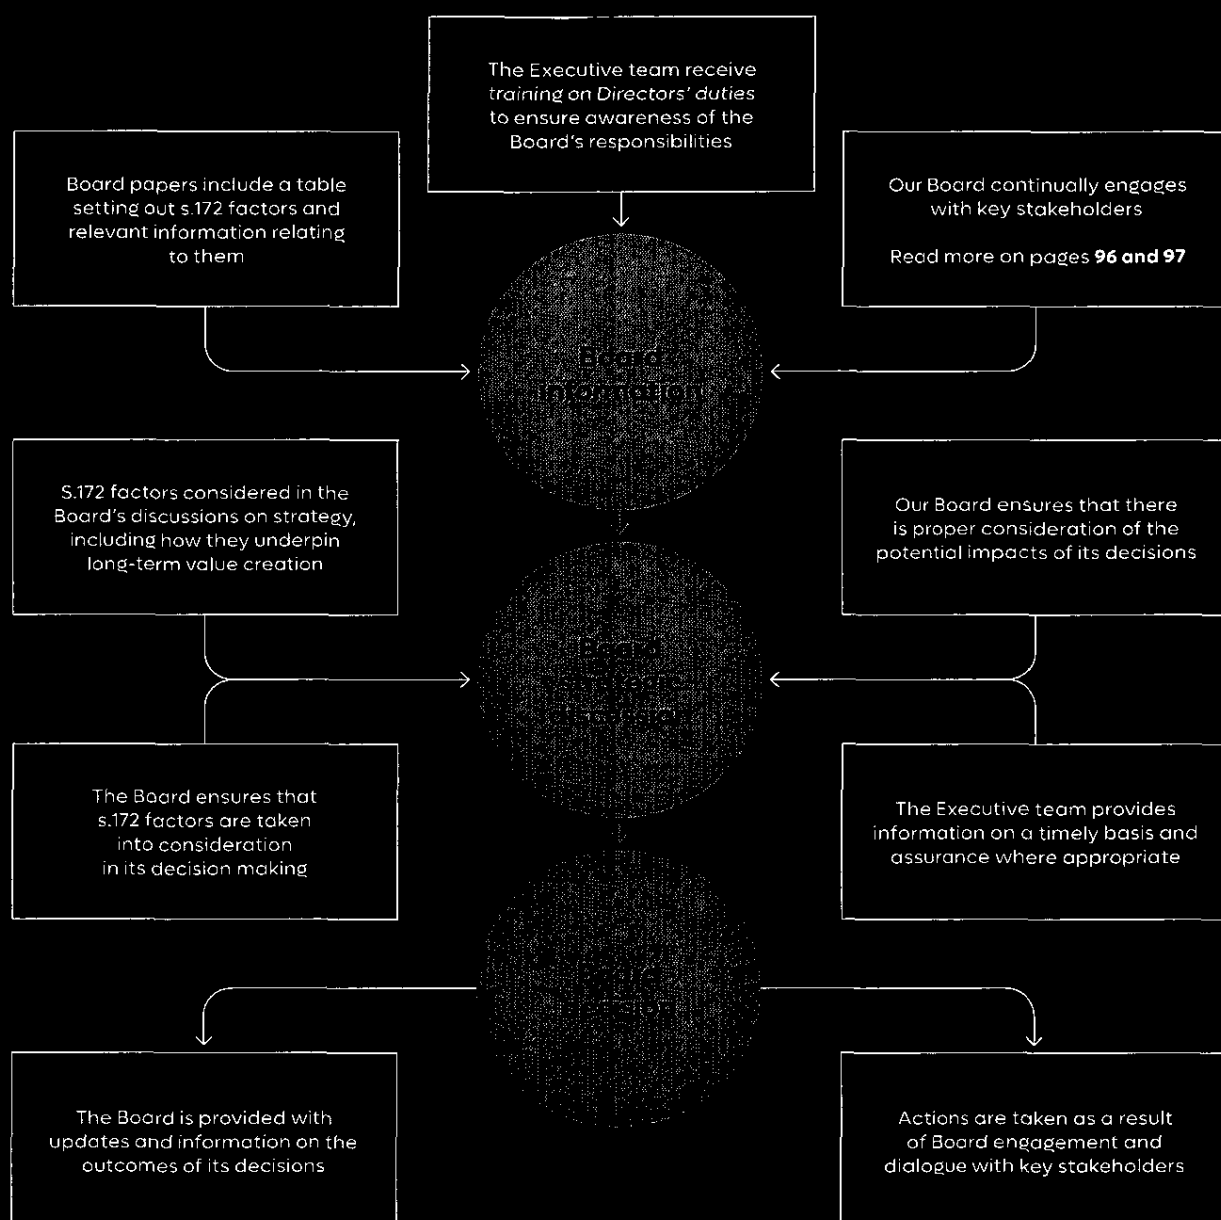 The Executive team receive
training on Directors' duties
to ensure awareness of the
Board's responsibilities
Board papers include a table
setting out s.172 factors and
relevant information relating
to them
Our Board continually engages
with key stakeholders
Read more on pages 96 and 97
Board
information
S.172 factors considered in the
Board's discussions on strategy,
including how they underpin
long-term value creation
Our Board ensures that there
is proper consideration of the
potential impacts of its decisions
Board
discussion
The Board ensures that
s.172 factors are taken
into consideration
in its decision making
The Executive team provides
information on a timely basis and
assurance where appropriate
Board
The Board is provided with
updates and information on the
outcomes of its decisions
Actions are taken as a result
of Board engagement and
dialogue with key stakeholders